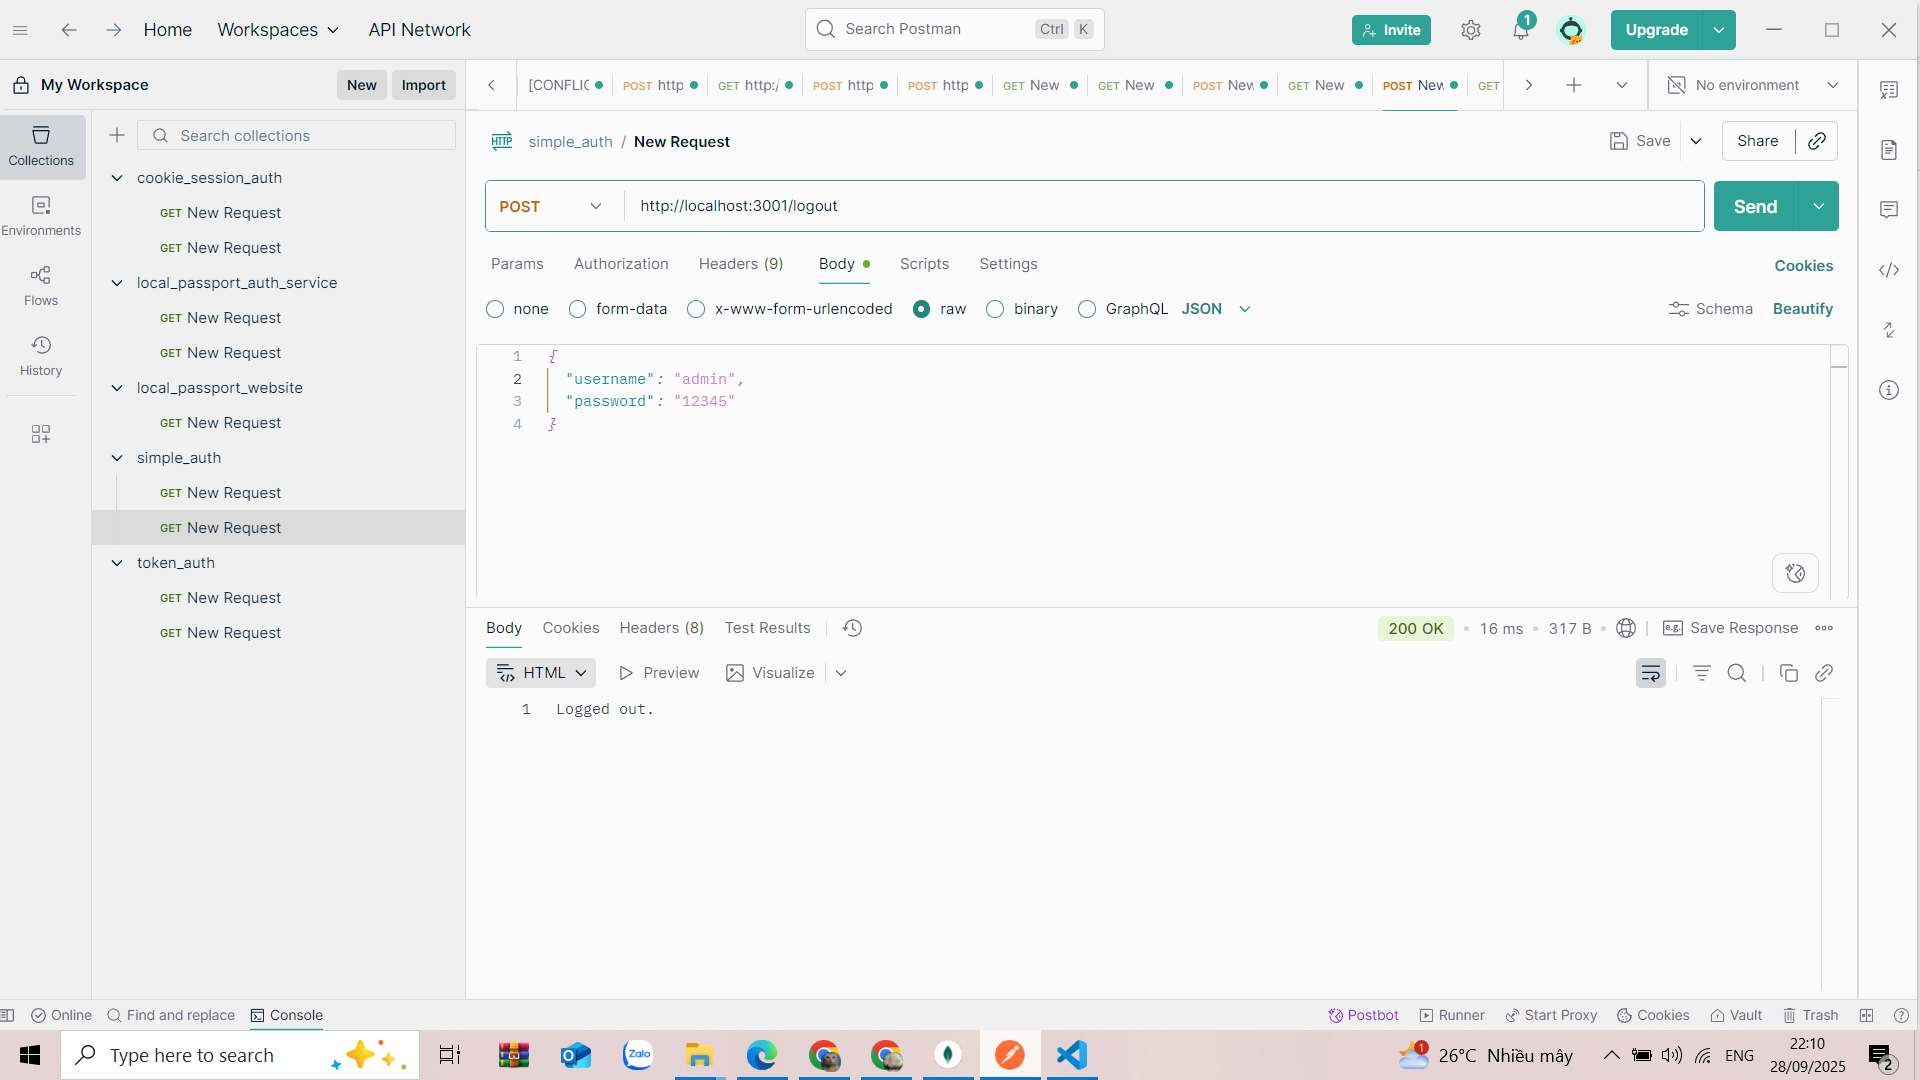 Home
Workspaces
API Network
Search Postman
Ctrl
K
Invite
1
Upgrade
My Workspace
New
Import
[CONFLIC
POST http
GET http:/
POST http
POST http
GET New
GET New
POST New
GET New
POST New
GET
No environment
Collections
Environments
Flows
History
Search collections
cookie_session_auth
GET New Request
GET New Request
local_passport_auth_service
GET New Request
GET New Request
local_passport_website
GET New Request
simple_auth
GET New Request
GET New Request
token_auth
GET New Request
GET New Request
HTTP simple_auth / New Request
Save
Share
POST
http://localhost:3001/logout
Send
Params
Authorization
Headers (9)
Body
Scripts
Settings
Cookies
none
form-data
x-www-form-urlencoded
raw
binary
GraphQL
JSON
Schema
Beautify
1 {
2 "username": "admin",
3 "password": "12345"
4 }
Body
Cookies
Headers (8)
Test Results
200 OK
16 ms
317 B
e.g. Save Response
HTML
Preview
Visualize
1 Logged out.
Online
Find and replace
Console
Postbot
Runner
Start Proxy
Cookies
Vault
Trash
Type here to search
Zalo
1
26°C Nhiều mây
ENG
22:10
28/09/2025
2